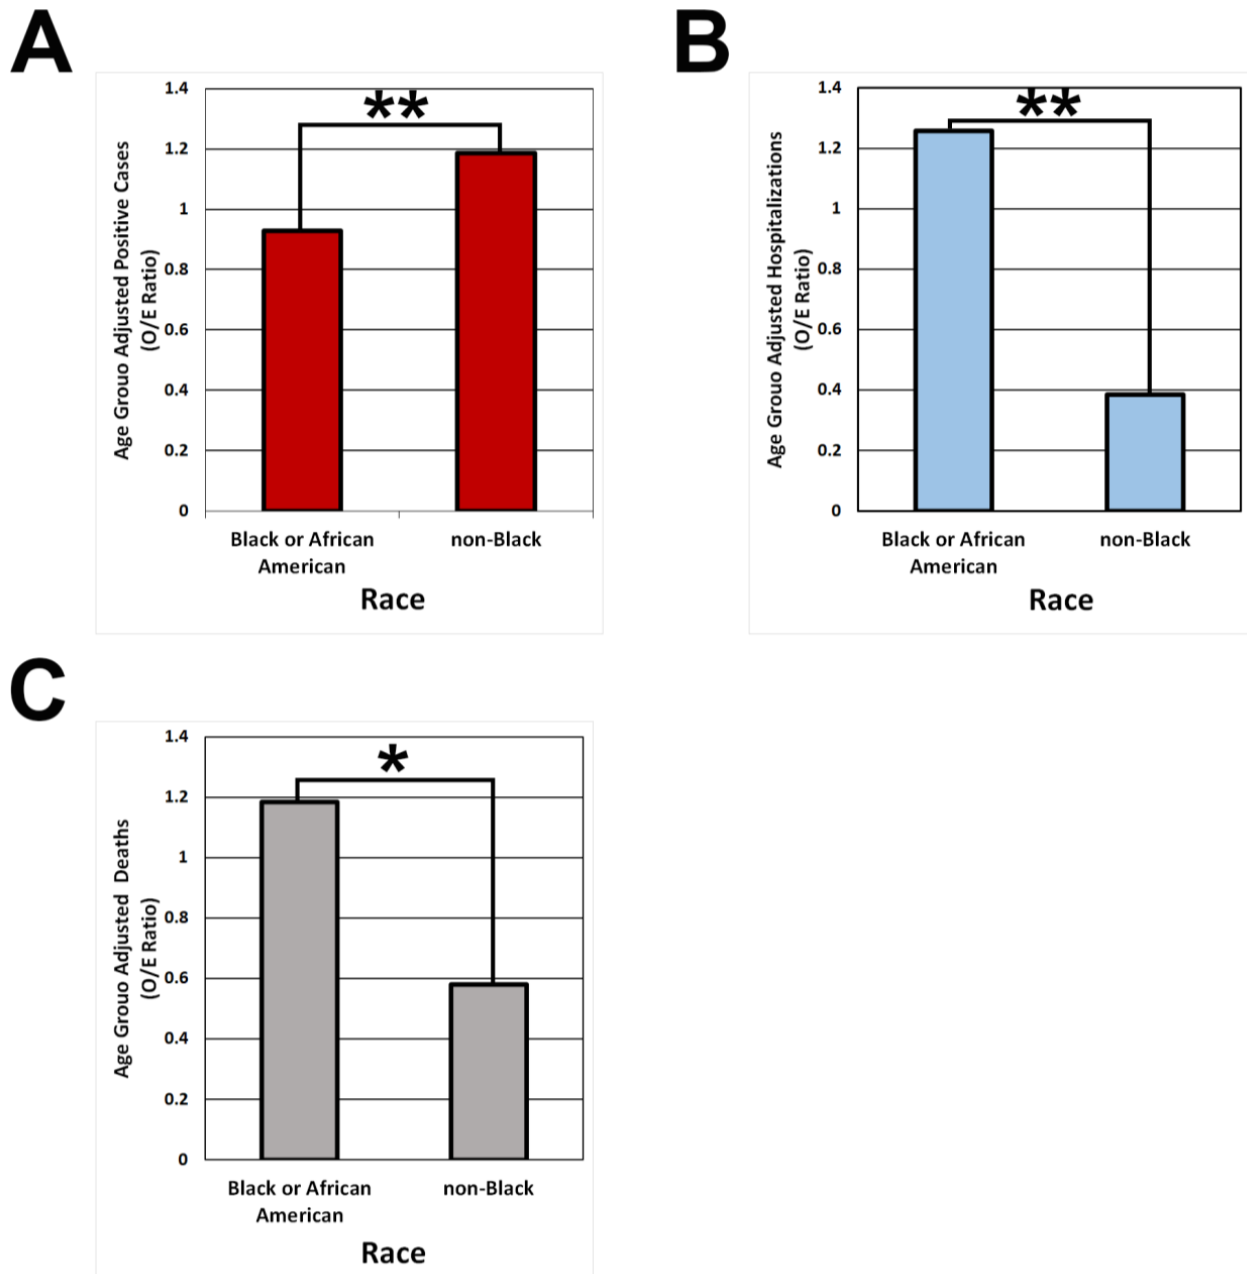 A
Age Grouo Adjusted Positive Cases
(O/E Ratio)
1.4
1.2
1
0.8
0.6
0.4
0.2
0
**
Black or African
American
non-Black
Race
B
Age Grouo Adjusted Hospitalizations
(O/E Ratio)
1.4
1.2
1
0.8
0.6
0.4
0.2
0
**
Black or African
American
non-Black
Race
C
Age Grouo Adjusted Deaths
(O/E Ratio)
1.4
1.2
1
0.8
0.6
0.4
0.2
0
*
Black or African
American
non-Black
Race